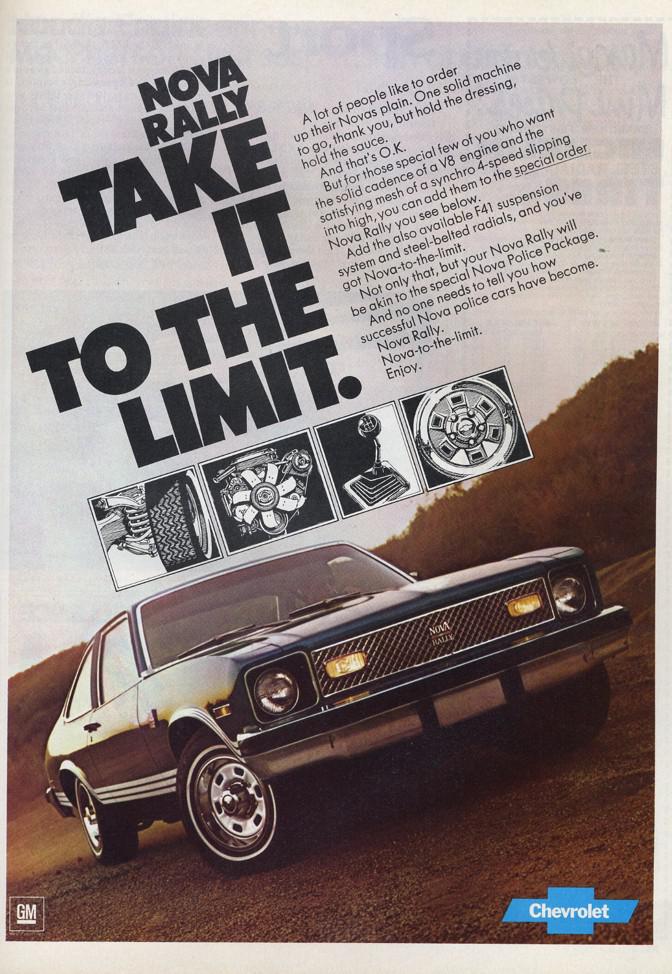 NOVA
RALLY
TAKE
IT
TO THE
LIMIT.
A lot of people like to order
up their Novas plain. One solid machine
to go, thank you, but hold the dressing,
hold the sauce.
And that's O.K.
But for those special few of you who want
the solid cadence of a V8 engine and the
satisfying mesh of a synchro 4-speed slipping
into high, you can add them to the special order
Nova Rally you see below.
Add the also available F41 suspension
system and steel-belted radials, and you've
got Nova-to-the-limit.
Not only that, but your Nova Rally will
be akin to the special Nova Police Package.
And no one needs to tell you how
successful Nova police cars have become.
Nova Rally.
Nova-to-the-limit.
Enjoy.
NOVA
RALLY
GM
Chevrolet